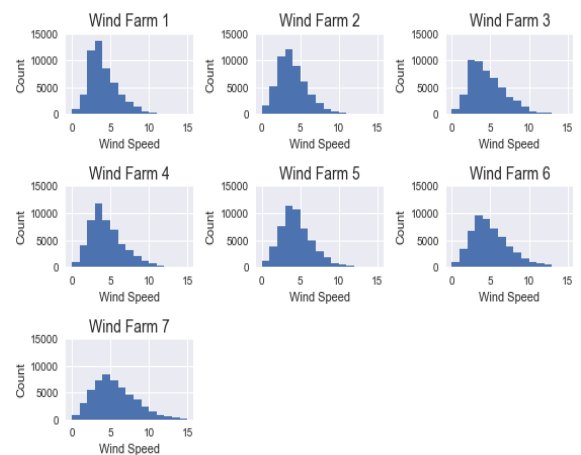 Wind Farm 1
Wind Farm 2
Wind Farm 3
15000
10000
5000
0
Count
0 5 10 15
Wind Speed
15000
10000
5000
0
Count
0 5 10 15
Wind Speed
15000
10000
5000
0
Count
0 5 10 15
Wind Speed
Wind Farm 4
Wind Farm 5
Wind Farm 6
15000
10000
5000
0
Count
0 5 10 15
Wind Speed
15000
10000
5000
0
Count
0 5 10 15
Wind Speed
15000
10000
5000
0
Count
0 5 10 15
Wind Speed
Wind Farm 7
15000
10000
5000
0
Count
0 5 10 15
Wind Speed